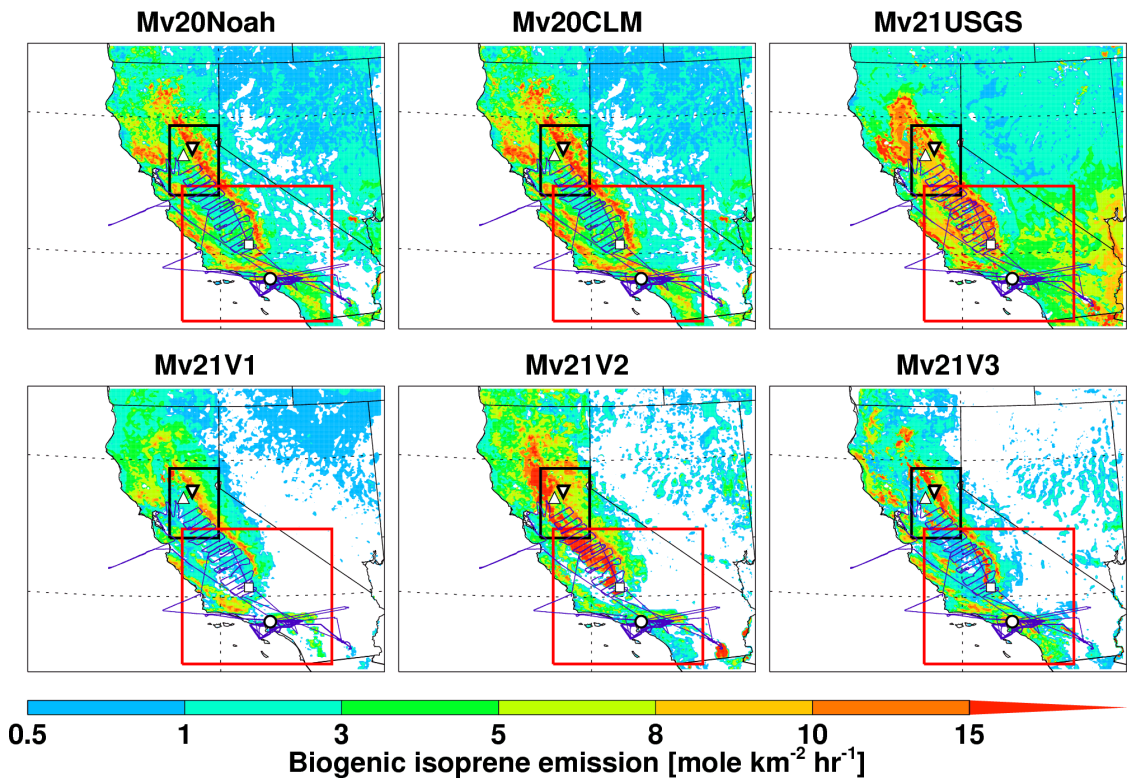 Mv20Noah Mv20CLM Mv21USGS
Mv21V1 Mv21V2 Mv21V3
0.5 1 3 5 8 10 15
Biogenic isoprene emission [mole km⁻² hr⁻¹]